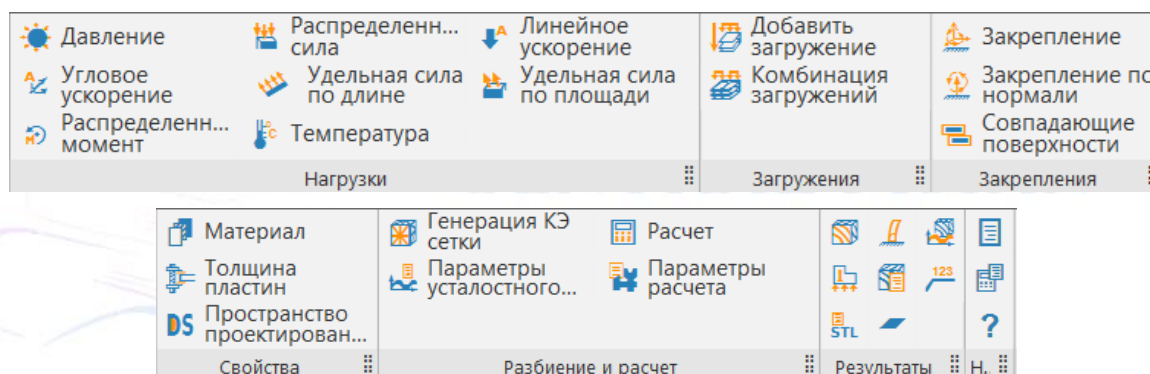 Давление
Распределенн...
сила
Линейное
ускорение
Добавить
загружение
Закрепление
Угловое
ускорение
Удельная сила
по длине
Удельная сила
по площади
Комбинация
загружений
Закрепление по
нормали
Распределенн...
момент
Температура
Совпадающие
поверхности
Нагрузки
Загружения
Закрепления
Материал
Генерация КЭ
сетки
Расчет
Толщина
пластин
Параметры
усталостного...
Параметры
расчета
123
DS
Пространство
проектирован...
STL
?
Свойства
Разбиение и расчет
Результаты
Н..